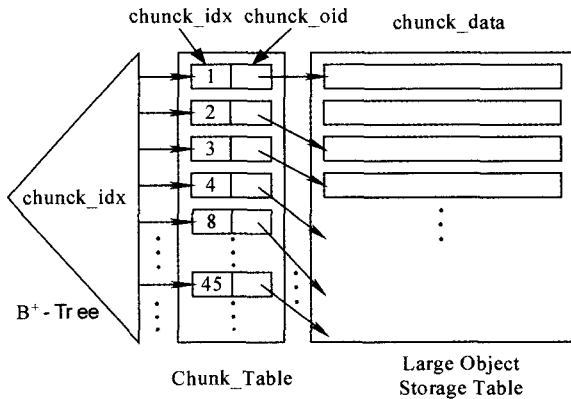 chunck_idx chunck_oid
chunck_data
1
2
3
4
8
45
chunck_idx
B+-Tree
Chunk_Table
Large Object
Storage Table